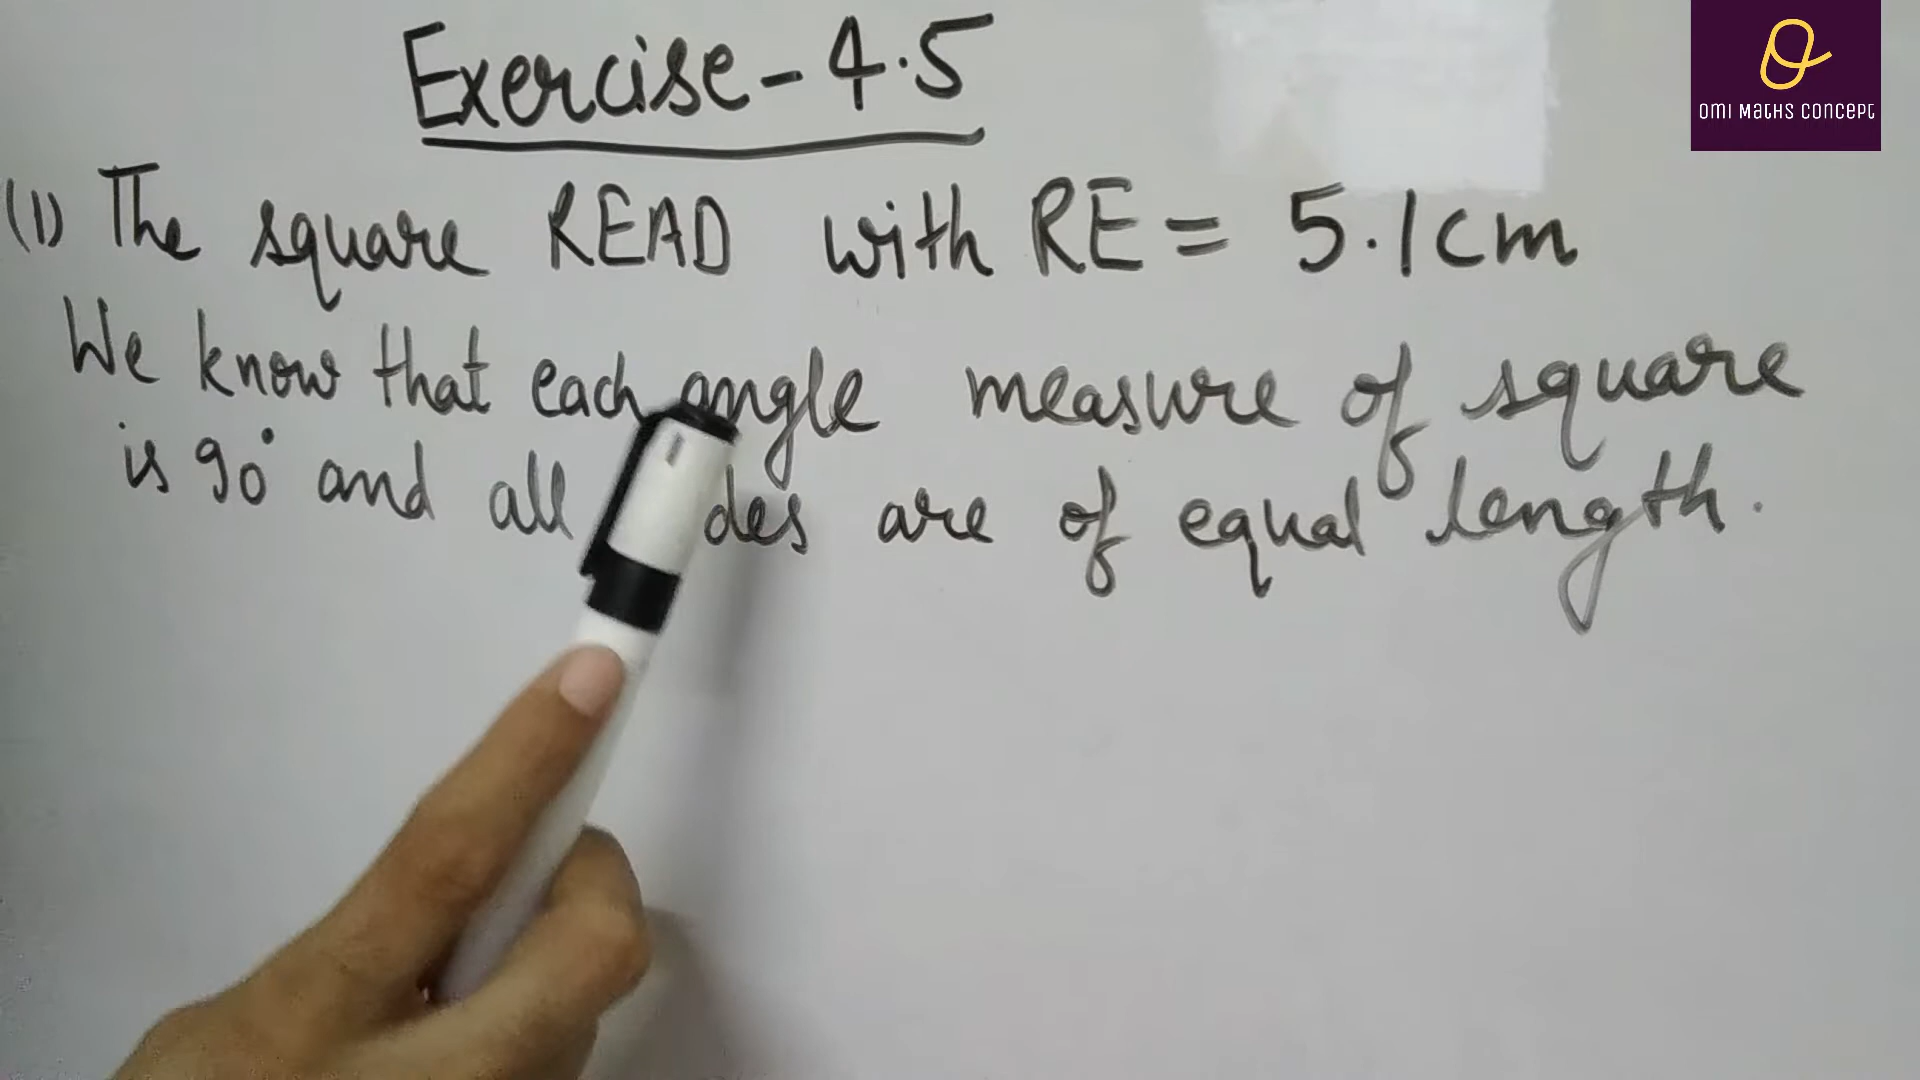 Exercise-4.5
OMI MATHS CONCEPT
(1) The square READ with RE = 5.1cm
We know that each angle measure of square
is 90° and all des are of equal length.